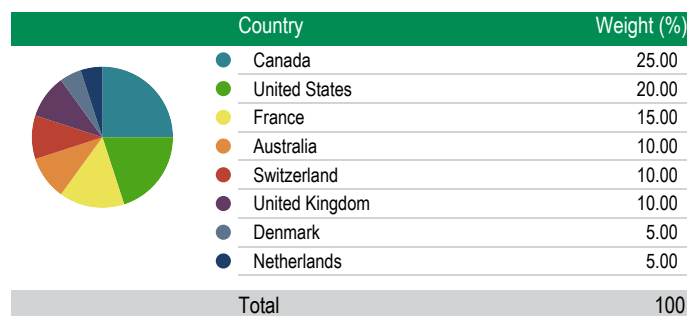 Country Weight (%)
Canada 25.00
United States 20.00
France 15.00
Australia 10.00
Switzerland 10.00
United Kingdom 10.00
Denmark 5.00
Netherlands 5.00
Total 100